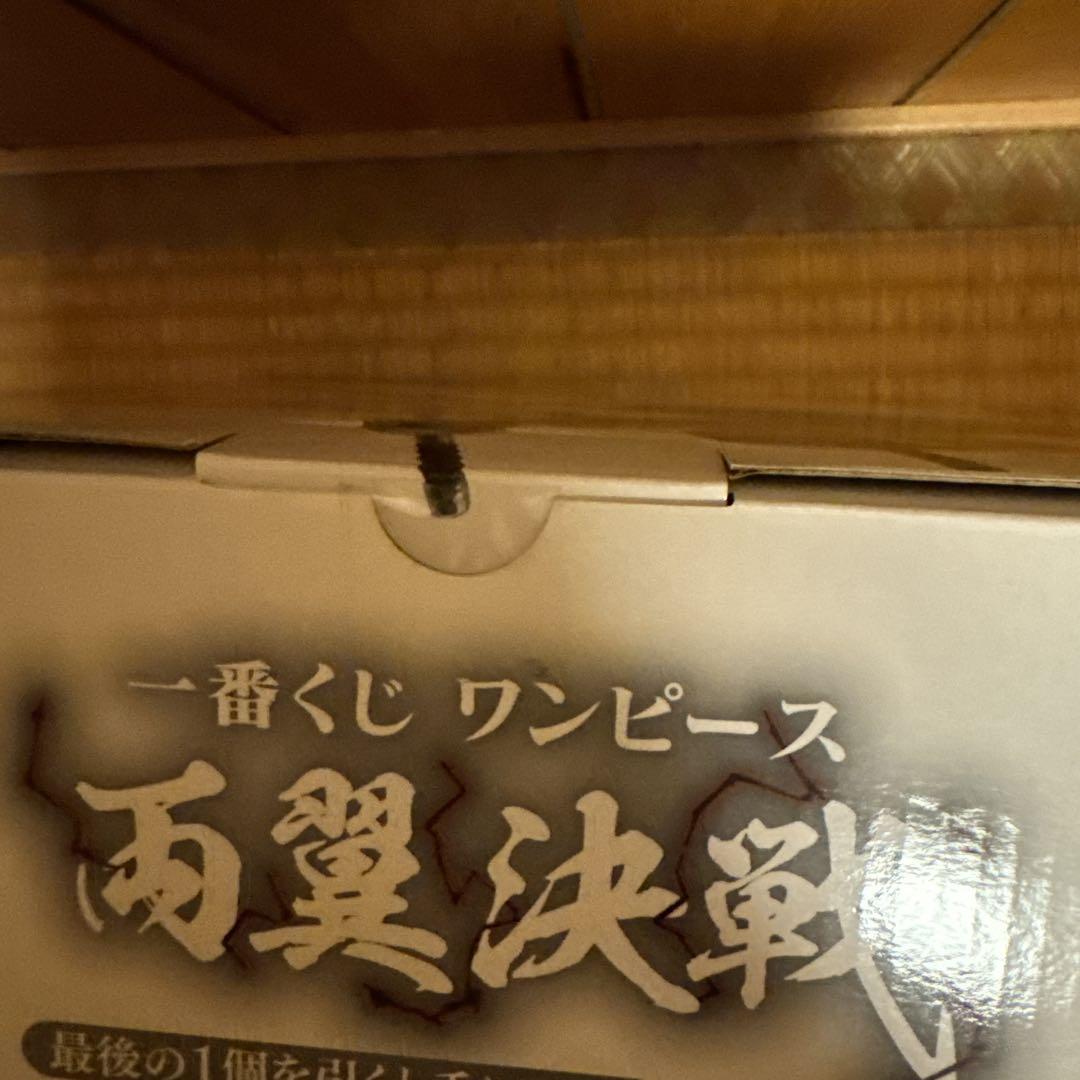 一番くじ ワンピース
両翼決戦
最後の1個を引くと